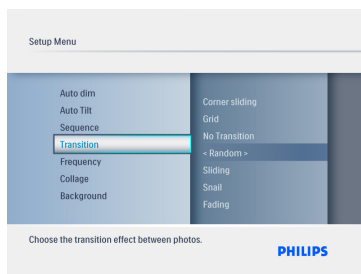 Setup Menu
Auto dim
Auto Tilt
Sequence
Transition
Frequency
Collage
Background
Corner sliding
Grid
No Transition
< Random >
Sliding
Snail
Fading
Choose the transition effect between photos.
PHILIPS